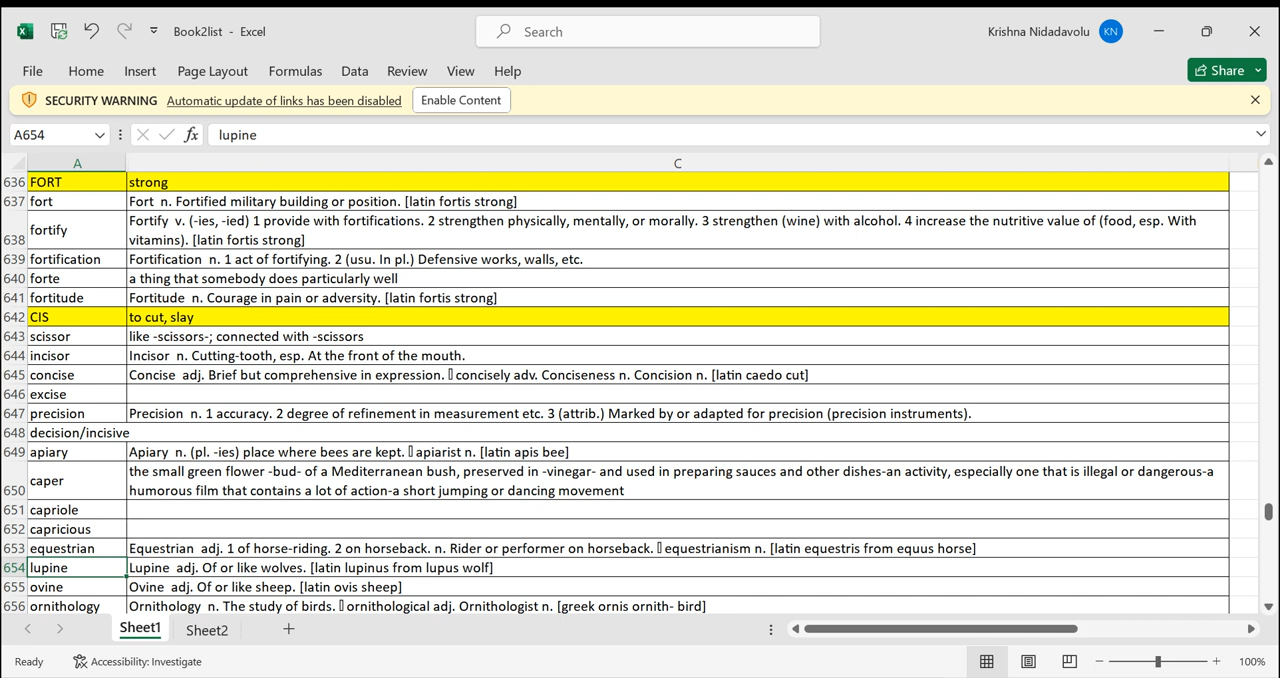 Book2list - Excel
Search
Krishna Nidadavolu KN
File Home Insert Page Layout Formulas Data Review View Help
Share
SECURITY WARNING Automatic update of links has been disabled Enable Content
A654 fx lupine
A C
636 FORT strong
637 fort Fort n. Fortified military building or position. [latin fortis strong]
fortify Fortify v. (-ies, -ied) 1 provide with fortifications. 2 strengthen physically, mentally, or morally. 3 strengthen (wine) with alcohol. 4 increase the nutritive value of (food, esp. With
638 vitamins). [latin fortis strong]
639 fortification Fortification n. 1 act of fortifying. 2 (usu. In pl.) Defensive works, walls, etc.
640 forte a thing that somebody does particularly well
641 fortitude Fortitude n. Courage in pain or adversity. [latin fortis strong]
642 CIS to cut, slay
643 scissor like -scissors-; connected with -scissors
644 incisor Incisor n. Cutting-tooth, esp. At the front of the mouth.
645 concise Concise adj. Brief but comprehensive in expression. concisely adv. Conciseness n. Concision n. [latin caedo cut]
646 excise
647 precision Precision n. 1 accuracy. 2 degree of refinement in measurement etc. 3 (attrib.) Marked by or adapted for precision (precision instruments).
648 decision/incisive
649 apiary Apiary n. (pl. -ies) place where bees are kept. apiarist n. [latin apis bee]
caper the small green flower -bud- of a Mediterranean bush, preserved in -vinegar- and used in preparing sauces and other dishes-an activity, especially one that is illegal or dangerous-a
650 humorous film that contains a lot of action-a short jumping or dancing movement
651 capriole
652 capricious
653 equestrian Equestrian adj. 1 of horse-riding. 2 on horseback. n. Rider or performer on horseback. equestrianism n. [latin equestris from equus horse]
654 lupine Lupine adj. Of or like wolves. [latin lupinus from lupus wolf]
655 ovine Ovine adj. Of or like sheep. [latin ovis sheep]
656 ornithology Ornithology n. The study of birds. ornithological adj. Ornithologist n. [greek ornis ornith- bird]
Sheet1 Sheet2
Ready Accessibility: Investigate 100%